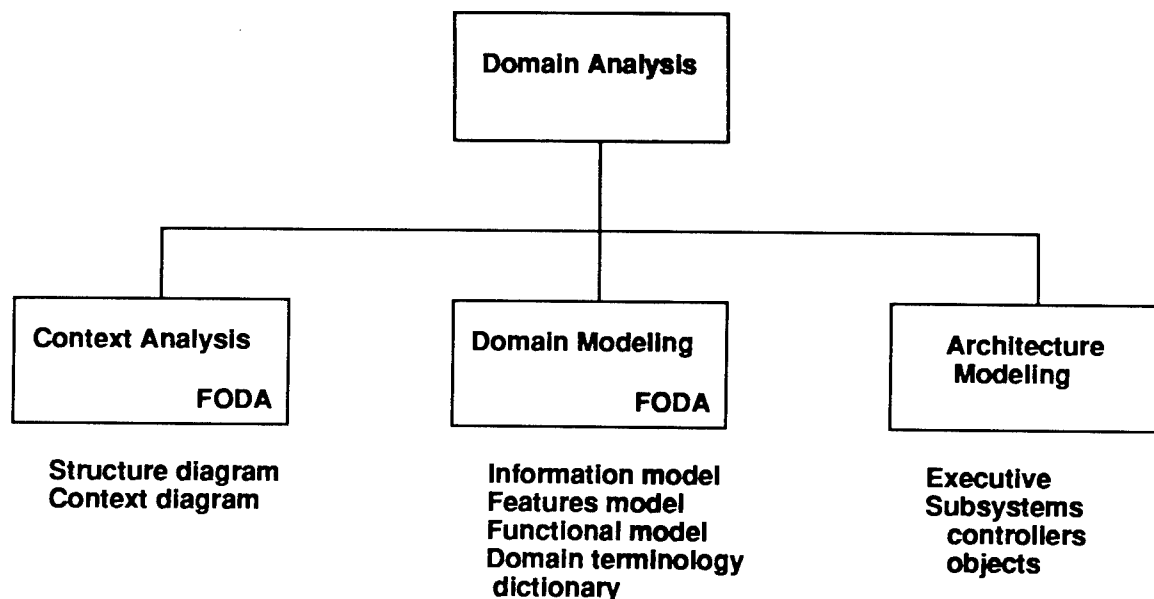 Domain Analysis
Context Analysis
FODA
Structure diagram
Context diagram
Domain Modeling
FODA
Information model
Features model
Functional model
Domain terminology
dictionary
Architecture
Modeling
Executive
Subsystems
controllers
objects